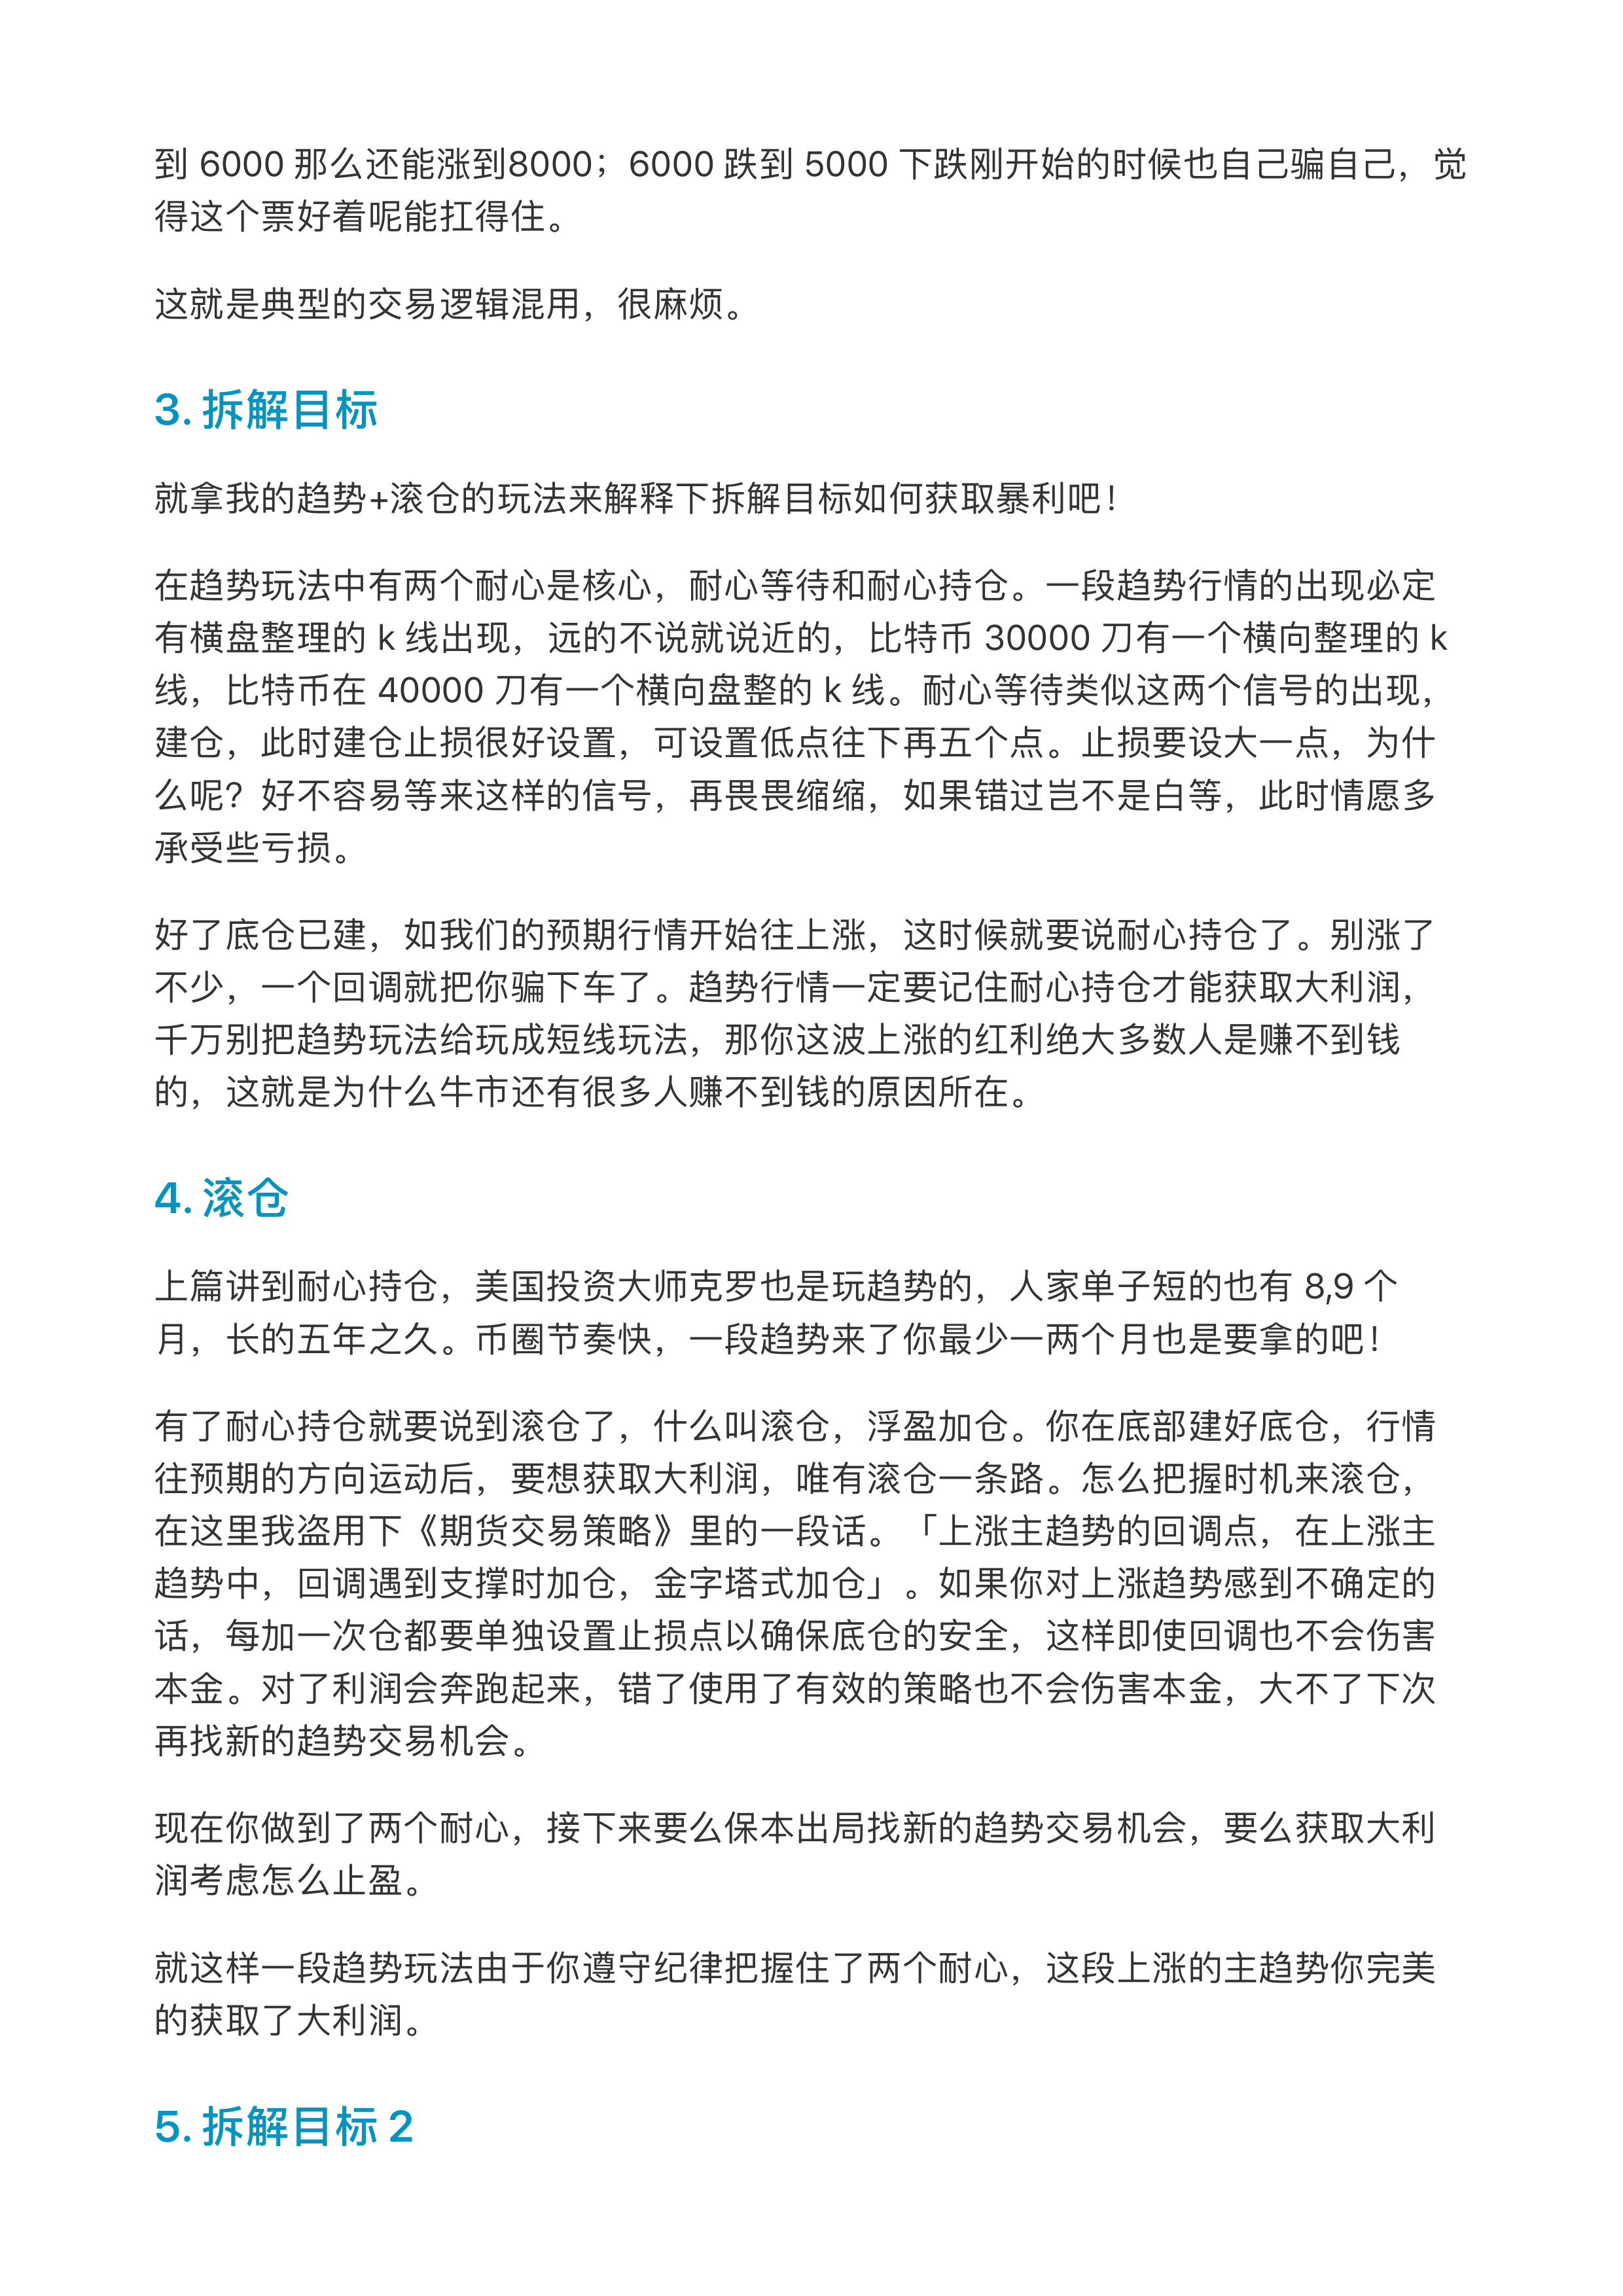 到 6000 那么还能涨到8000；6000 跌到 5000 下跌刚开始的时候也自己骗自己，觉
得这个票好着呢能扛得住。
这就是典型的交易逻辑混用，很麻烦。
3. 拆解目标
就拿我的趋势+滚仓的玩法来解释下拆解目标如何获取暴利吧！
在趋势玩法中有两个耐心是核心，耐心等待和耐心持仓。一段趋势行情的出现必定
有横盘整理的 k 线出现，远的不说就说近的，比特币 30000 刀有一个横向整理的 k
线，比特币在 40000 刀有一个横向盘整的 k 线。耐心等待类似这两个信号的出现，
建仓，此时建仓止损很好设置，可设置低点往下再五个点。止损要设大一点，为什
么呢？好不容易等来这样的信号，再畏畏缩缩，如果错过岂不是白等，此时情愿多
承受些亏损。
好了底仓已建，如我们的预期行情开始往上涨，这时候就要说耐心持仓了。别涨了
不少，一个回调就把你骗下车了。趋势行情一定要记住耐心持仓才能获取大利润，
千万别把趋势玩法给玩成短线玩法，那你这波上涨的红利绝大多数人是赚不到钱
的，这就是为什么牛市还有很多人赚不到钱的原因所在。
4. 滚仓
上篇讲到耐心持仓，美国投资大师克罗也是玩趋势的，人家单子短的也有 8,9 个
月，长的五年之久。币圈节奏快，一段趋势来了你最少一两个月也是要拿的吧！
有了耐心持仓就要说到滚仓了，什么叫滚仓，浮盈加仓。你在底部建好底仓，行情
往预期的方向运动后，要想获取大利润，唯有滚仓一条路。怎么把握时机来滚仓，
在这里我盗用下《期货交易策略》里的一段话。「上涨主趋势的回调点，在上涨主
趋势中，回调遇到支撑时加仓，金字塔式加仓」。如果你对上涨趋势感到不确定的
话，每加一次仓都要单独设置止损点以确保底仓的安全，这样即使回调也不会伤害
本金。对了利润会奔跑起来，错了使用了有效的策略也不会伤害本金，大不了下次
再找新的趋势交易机会。
现在你做到了两个耐心，接下来要么保本出局找新的趋势交易机会，要么获取大利
润考虑怎么止盈。
就这样一段趋势玩法由于你遵守纪律把握住了两个耐心，这段上涨的主趋势你完美
的获取了大利润。
5. 拆解目标 2